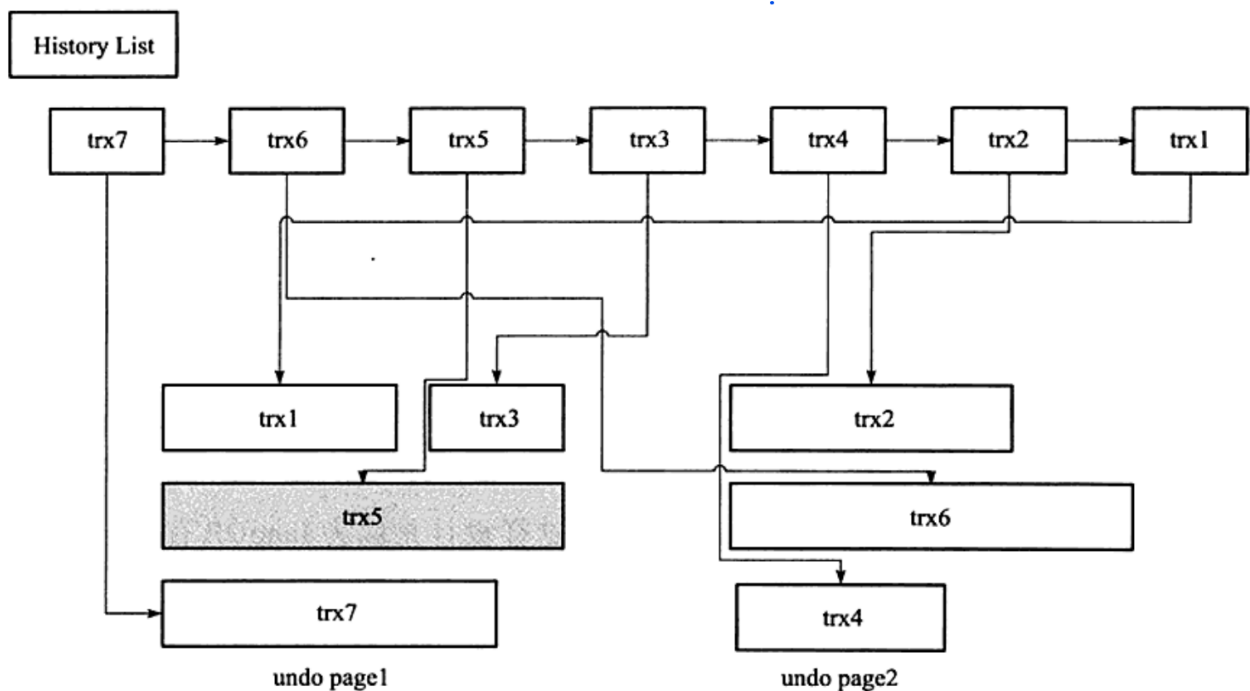 History List
trx7 trx6 trx5 trx3 trx4 trx2 trx1
trx1 trx3 trx2
trx5 trx6
trx7 trx4
undo page1 undo page2